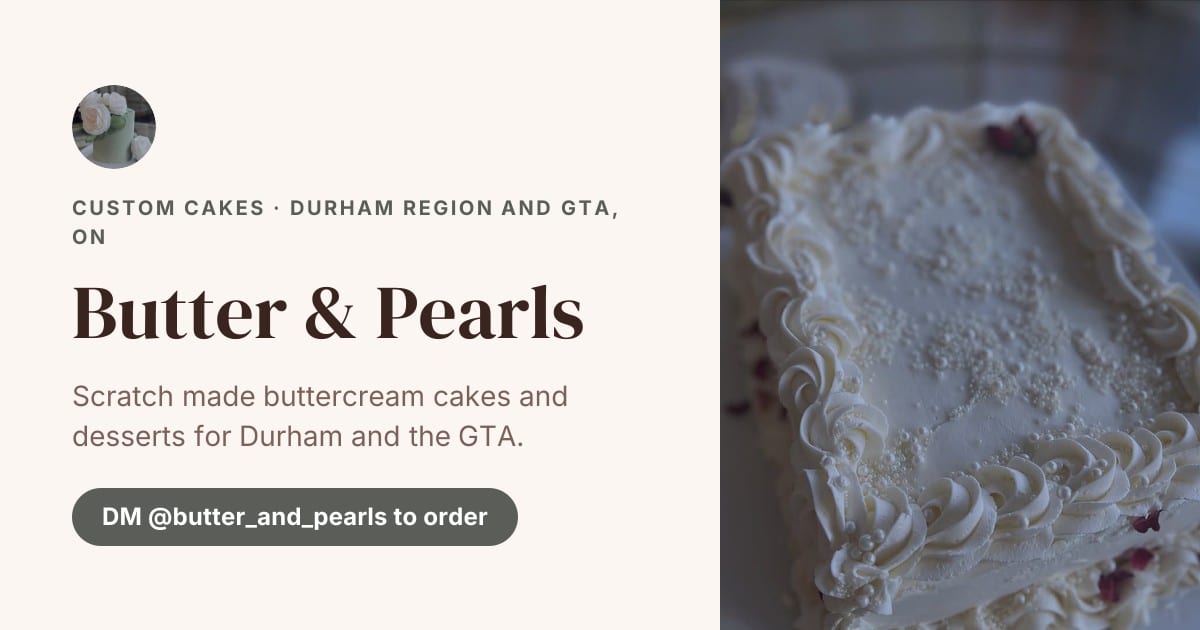 CUSTOM CAKES · DURHAM REGION AND GTA,
ON
Butter & Pearls
Scratch made buttercream cakes and
desserts for Durham and the GTA.
DM @butter_and_pearls to order